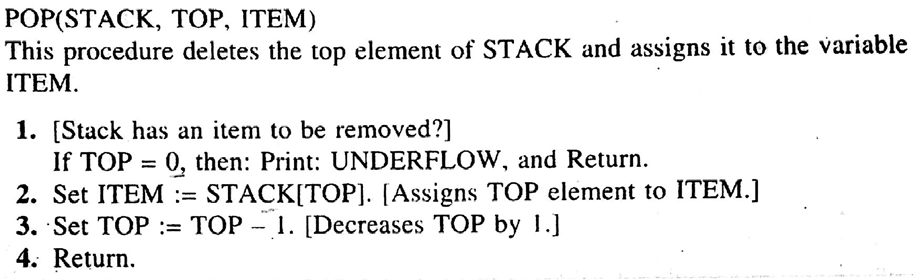 POP(STACK, TOP, ITEM)
This procedure deletes the top element of STACK and assigns it to the variable
ITEM.
1. [Stack has an item to be removed?]
If TOP = 0, then: Print: UNDERFLOW, and Return.
2. Set ITEM := STACK[TOP]. [Assigns TOP element to ITEM.]
3. Set TOP := TOP – 1. [Decreases TOP by 1.]
4. Return.